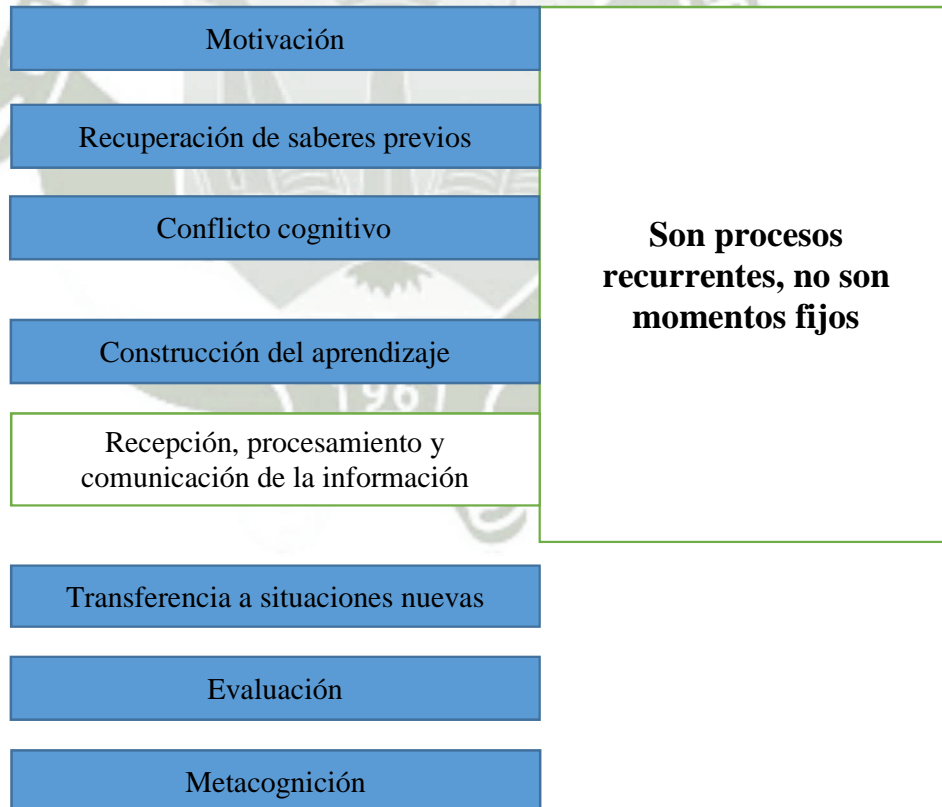 Motivación
Recuperación de saberes previos
Conflicto cognitivo
Son procesos
recurrentes, no son
momentos fijos
Construcción del aprendizaje
196
Recepción, procesamiento y
comunicación de la información
Transferencia a situaciones nuevas
Evaluación
Metacognición